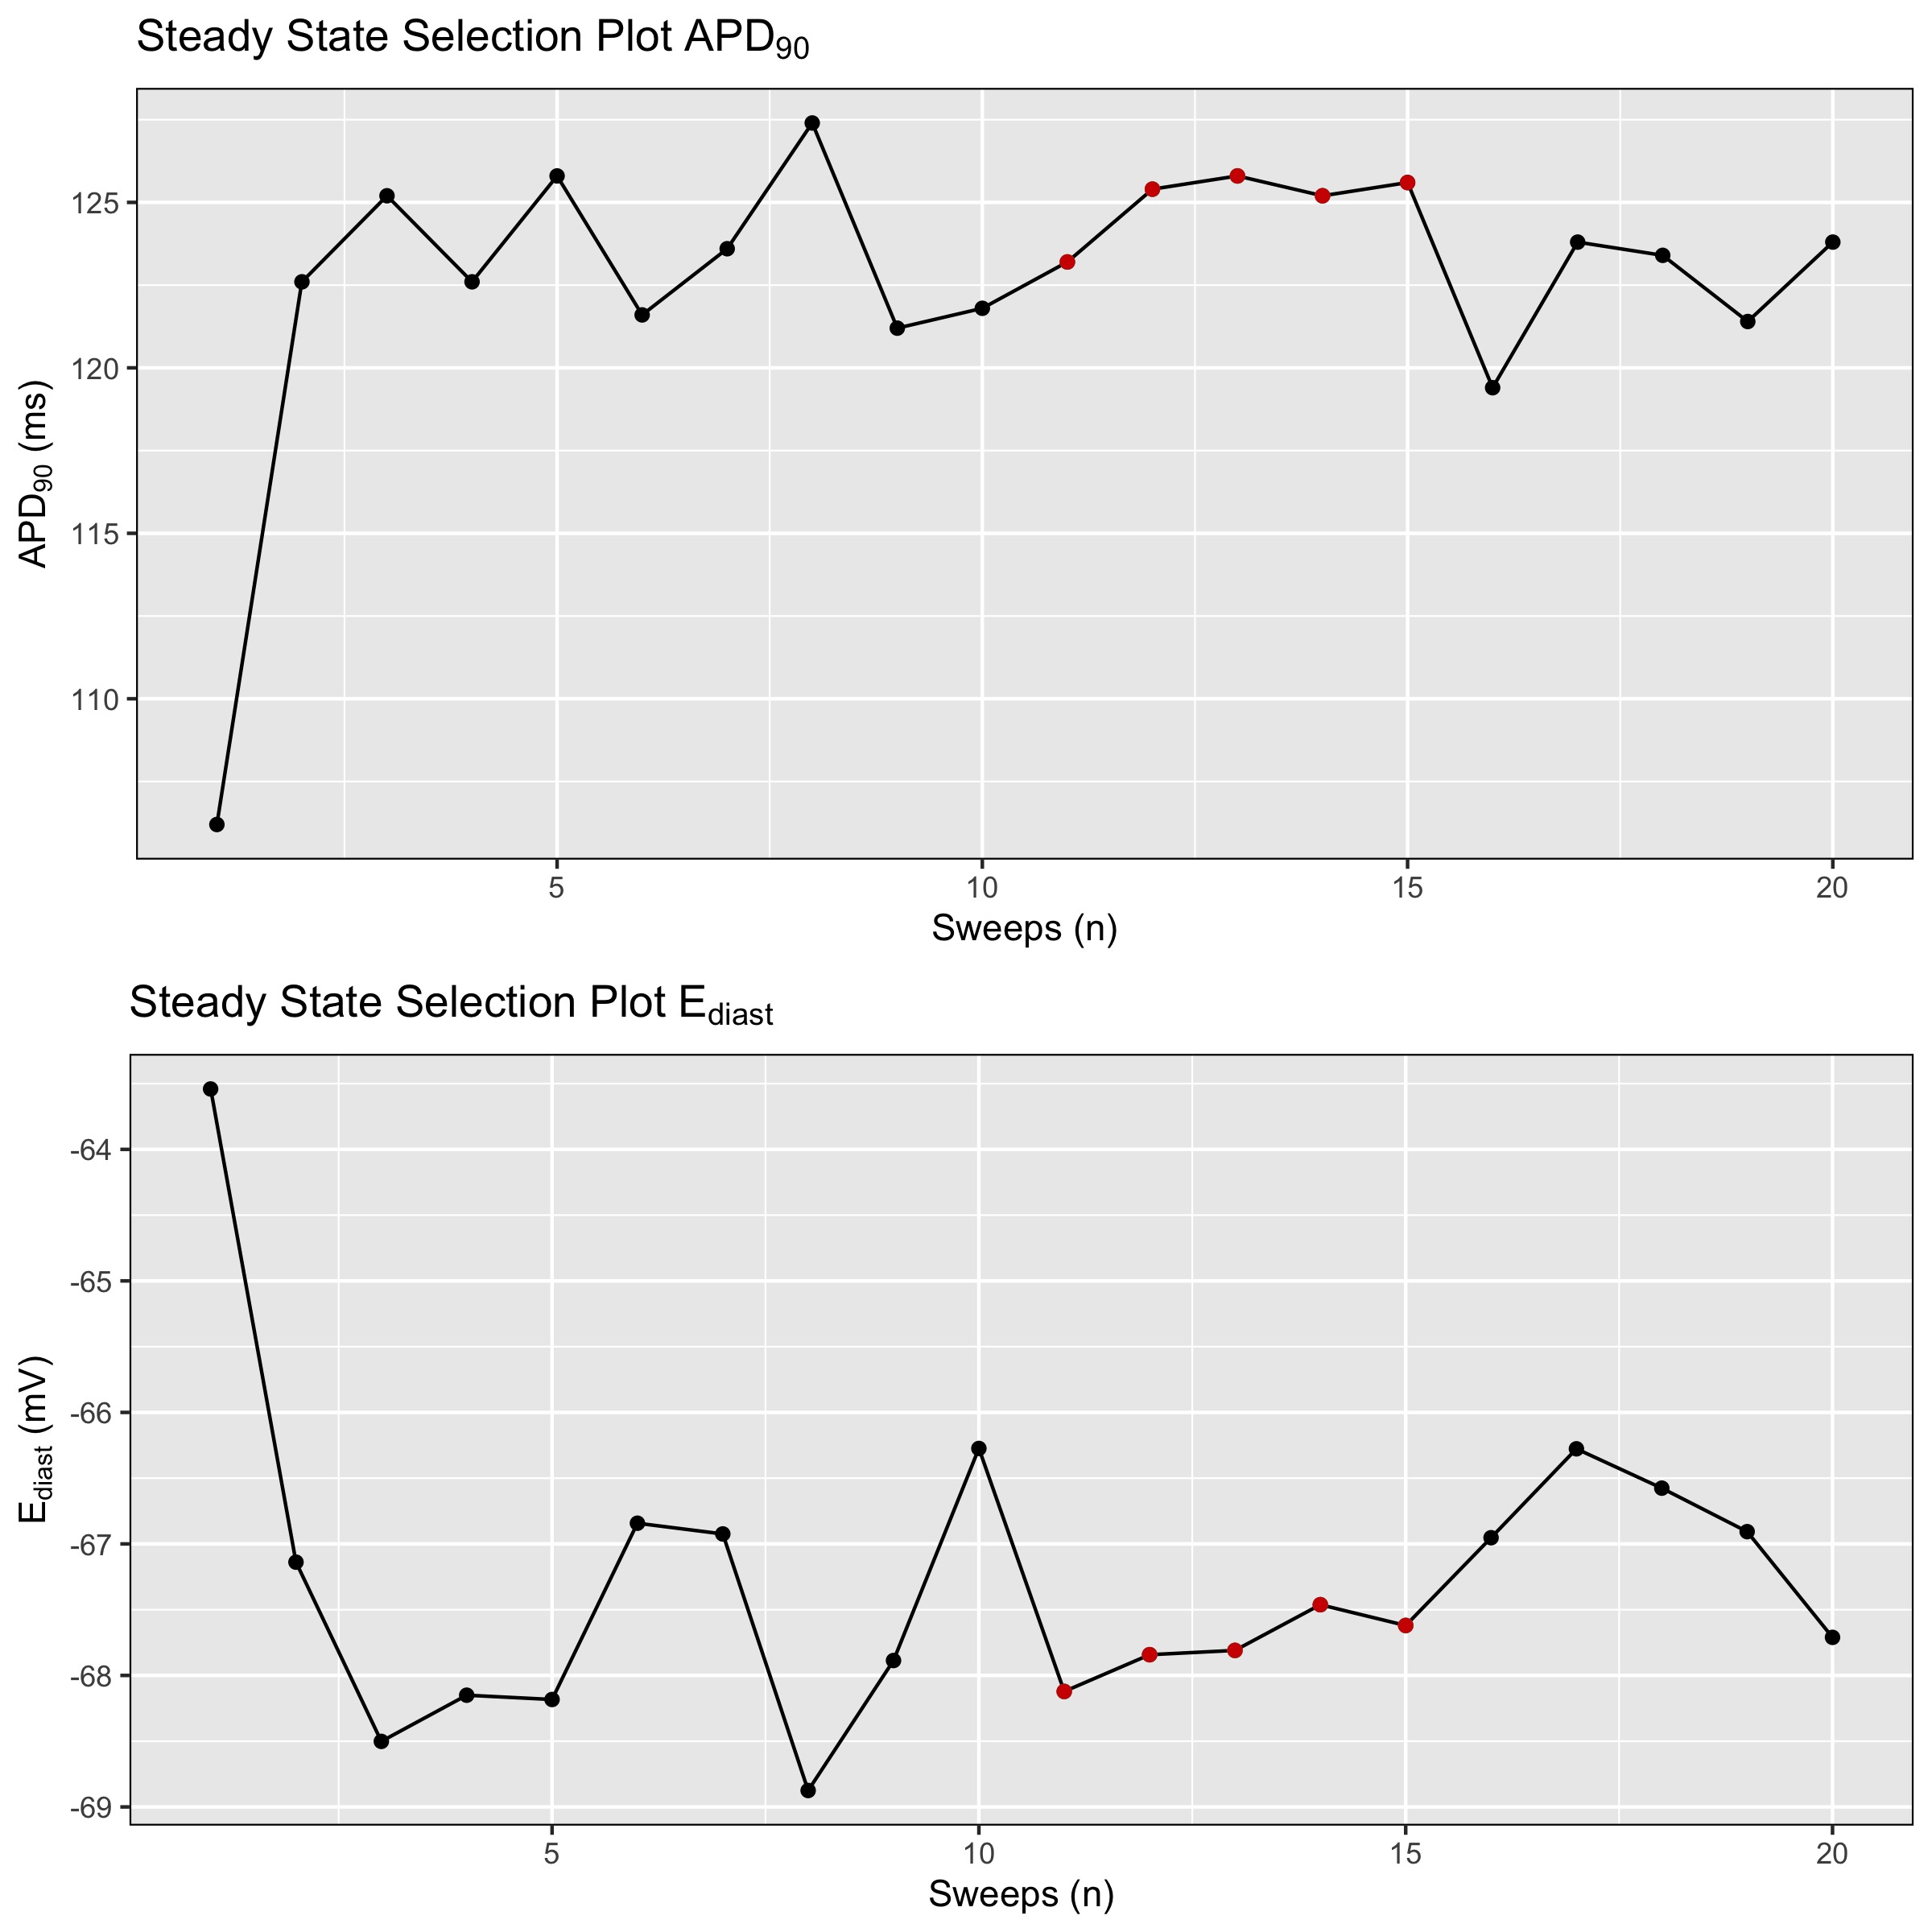 Steady State Selection Plot APD90
APD90 (ms)
125
120
115
110
5 10 15 20
Sweeps (n)
Steady State Selection Plot Ediast
Ediast (mV)
-64
-65
-66
-67
-68
-69
5 10 15 20
Sweeps (n)